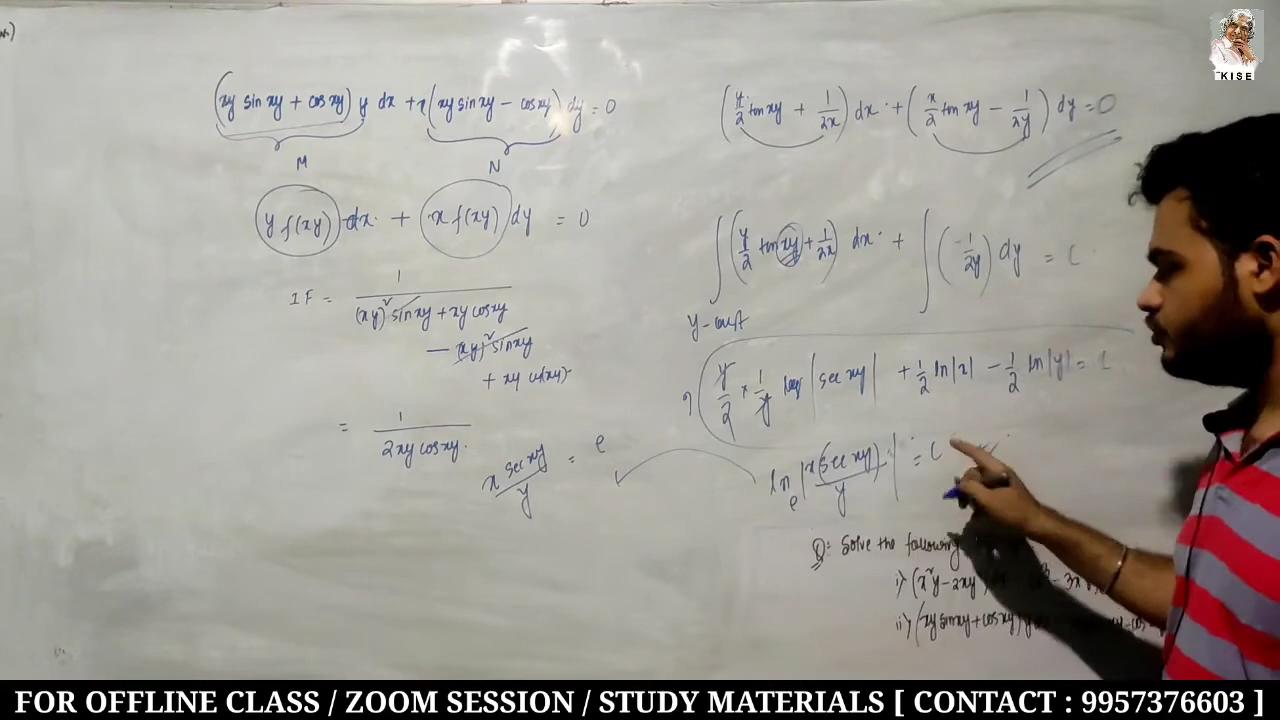 (xy sin xy + cos xy) y dx + x (xy sin xy - cos xy) dy = 0
M N
y f(xy) dx + x f(xy) dy = 0
IF = 1 / ((xy)² sin xy + xy cos xy
- (xy)² sin xy
+ xy cos(xy)
= 1 / (2xy cos xy)
x sec xy / y = e
(y/2 tan xy + 1/2x) dx + (x/2 tan xy - 1/2y) dy = 0
∫ (y/2 tan xy + 1/2x) dx + ∫ (-1/2y) dy = C
y - const
y/2 × 1/y log |sec xy| + 1/2 ln|x| - 1/2 ln|y| = C
ln_e |x(sec xy) / y| = C
Q: Solve the following
i) (x²y - 2xy
ii) (xy sin xy + cos xy) y
KISE
FOR OFFLINE CLASS / ZOOM SESSION / STUDY MATERIALS [ CONTACT : 9957376603 ]